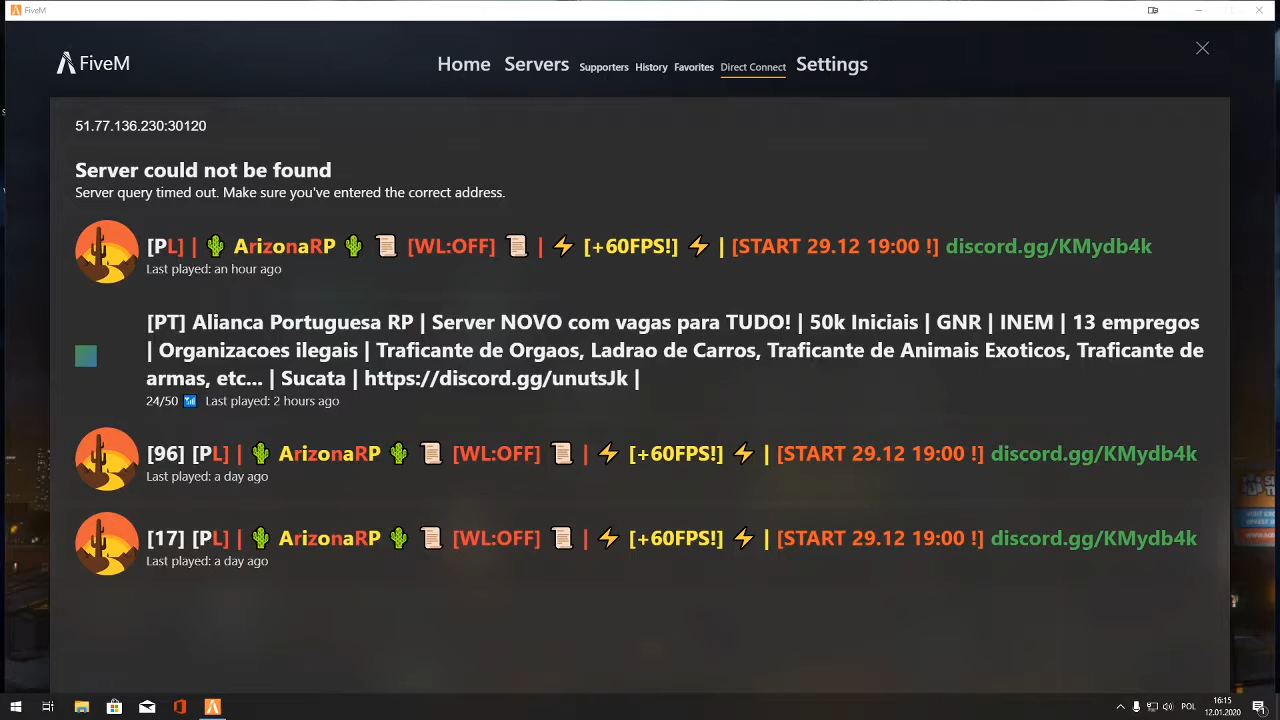 FiveM
FiveM
Home Servers Supporters History Favorites Direct Connect Settings
51.77.136.230:30120
Server could not be found
Server query timed out. Make sure you've entered the correct address.
[PL] | 🌵 ArizonaRP 🌵 📜 [WL:OFF] 📜 | ⚡ [+60FPS!] ⚡ | [START 29.12 19:00 !] discord.gg/KMydb4k
Last played: an hour ago
[PT] Alianca Portuguesa RP | Server NOVO com vagas para TUDO! | 50k Iniciais | GNR | INEM | 13 empregos
| Organizacoes ilegais | Traficante de Orgaos, Ladrao de Carros, Traficante de Animais Exoticos, Traficante de
armas, etc... | Sucata | https://discord.gg/unutsJk |
24/50 📶 Last played: 2 hours ago
[96] [PL] | 🌵 ArizonaRP 🌵 📜 [WL:OFF] 📜 | ⚡ [+60FPS!] ⚡ | [START 29.12 19:00 !] discord.gg/KMydb4k
Last played: a day ago
[17] [PL] | 🌵 ArizonaRP 🌵 📜 [WL:OFF] 📜 | ⚡ [+60FPS!] ⚡ | [START 29.12 19:00 !] discord.gg/KMydb4k
Last played: a day ago
POL 16:15
12.01.2020